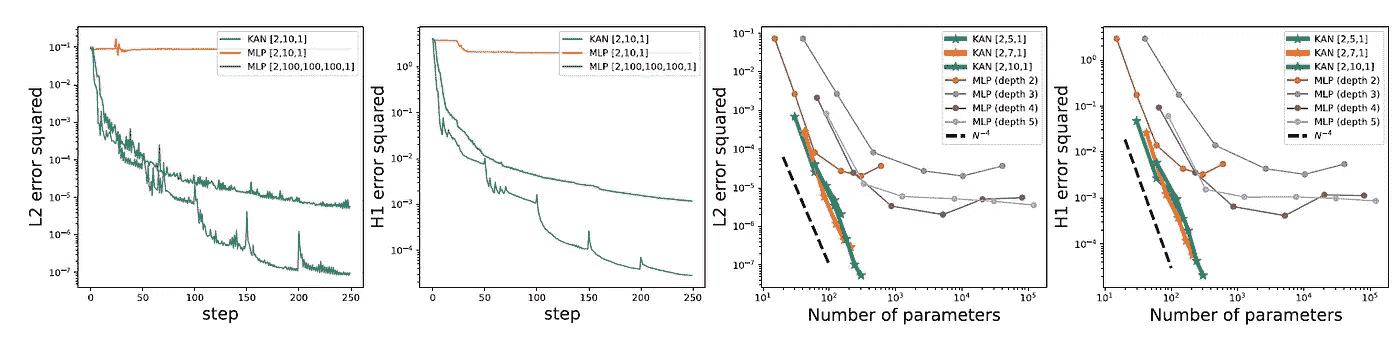 L2 error squared
10⁻¹
10⁻²
10⁻³
10⁻⁴
10⁻⁵
10⁻⁶
10⁻⁷
KAN [2,10,1]
MLP [2,10,1]
MLP [2,100,100,100,1]
0 50 100 150 200 250
step
H1 error squared
10⁰
10⁻²
10⁻⁴
KAN [2,10,1]
MLP [2,10,1]
MLP [2,100,100,100,1]
0 50 100 150 200 250
step
L2 error squared
10⁻¹
10⁻²
10⁻³
10⁻⁴
10⁻⁵
10⁻⁶
10⁻⁷
KAN [2,5,1]
KAN [2,7,1]
KAN [2,10,1]
MLP (depth 2)
MLP (depth 3)
MLP (depth 4)
MLP (depth 5)
N⁻⁴
10¹ 10² 10³ 10⁴ 10⁵
Number of parameters
H1 error squared
10⁰
10⁻¹
10⁻²
10⁻³
10⁻⁴
KAN [2,5,1]
KAN [2,7,1]
KAN [2,10,1]
MLP (depth 2)
MLP (depth 3)
MLP (depth 4)
MLP (depth 5)
N⁻⁴
10¹ 10² 10³ 10⁴ 10⁵
Number of parameters